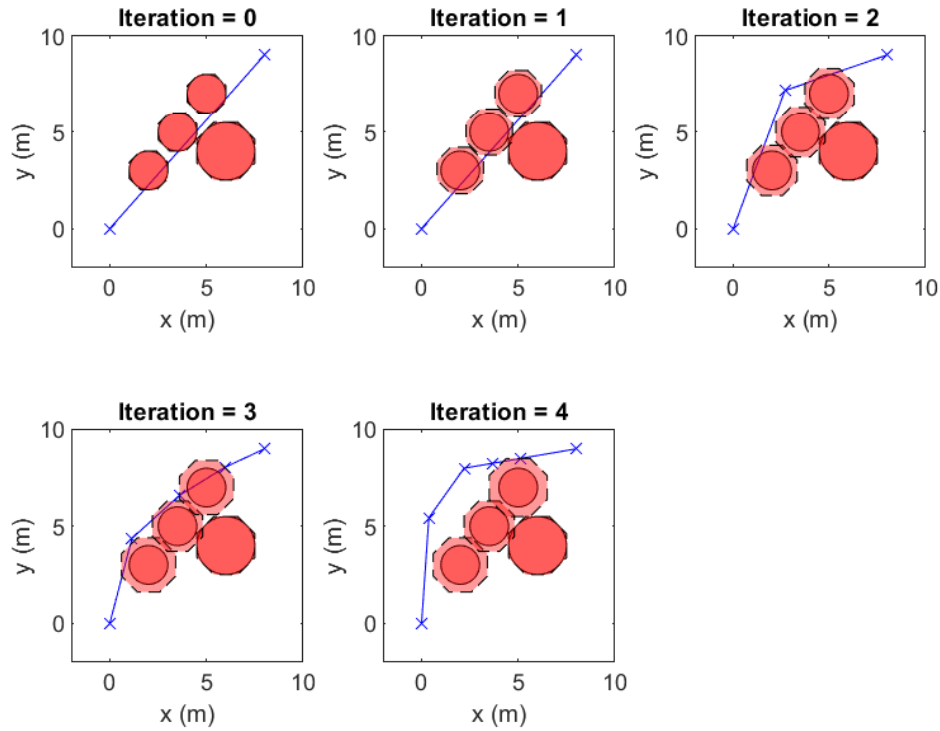 Iteration = 0
10
5
0
y (m)
0 5 10
x (m)
Iteration = 1
10
5
0
y (m)
0 5 10
x (m)
Iteration = 2
10
5
0
y (m)
0 5 10
x (m)
Iteration = 3
10
5
0
y (m)
0 5 10
x (m)
Iteration = 4
10
5
0
y (m)
0 5 10
x (m)